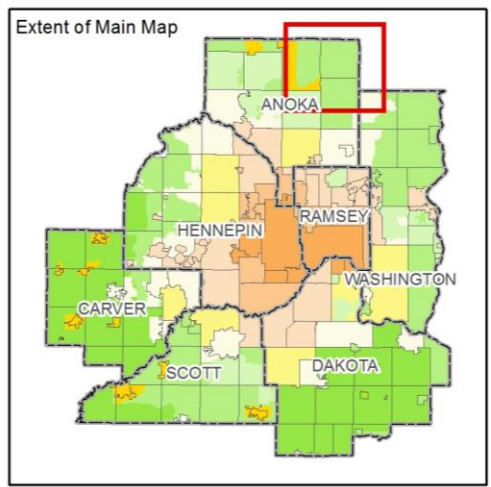 Extent of Main Map
ANOKA
HENNEPIN
RAMSEY
WASHINGTON
CARVER
SCOTT
DAKOTA